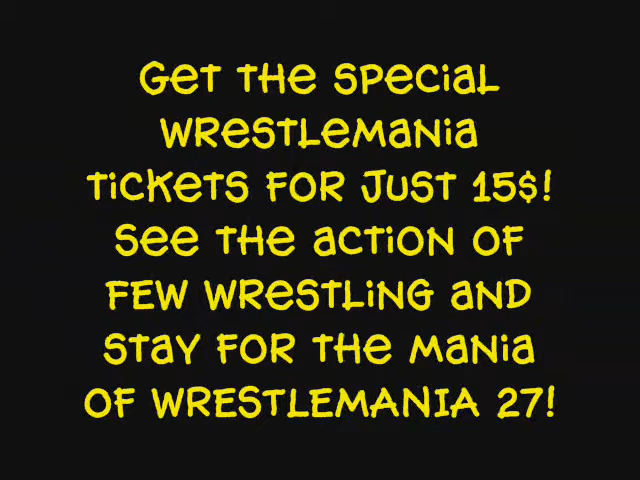 Get the special
WrestleMania
tickets for just 15$!
See the action of
few wrestling and
stay for the mania
of WRESTLEMANIA 27!